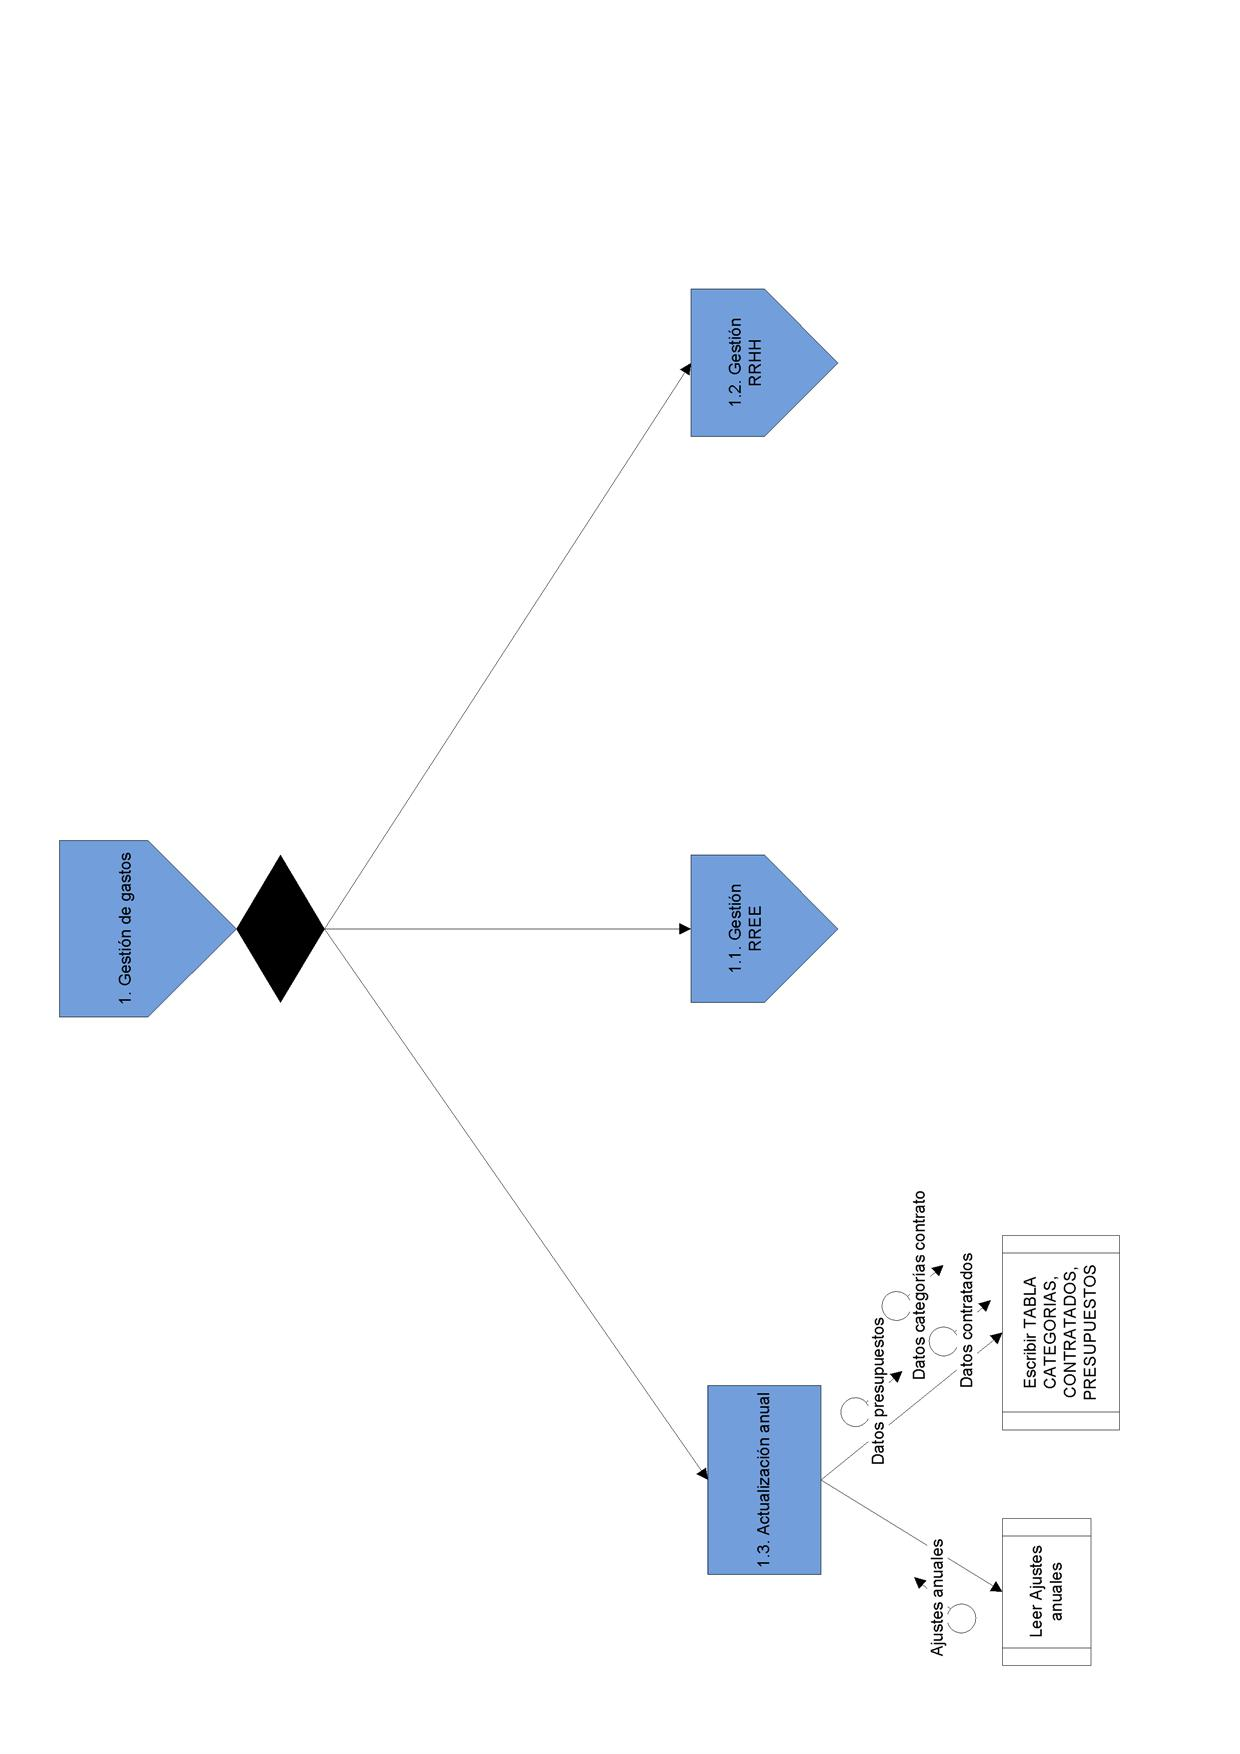 1. Gestión de gastos
1.3. Actualización anual
1.1. Gestión
RREE
1.2. Gestión
RRHH
Ajustes anuales
Datos presupuestos
Datos categorías contrato
Datos contratados
Leer Ajustes
anuales
Escribir TABLA
CATEGORIAS,
CONTRATADOS,
PRESUPUESTOS